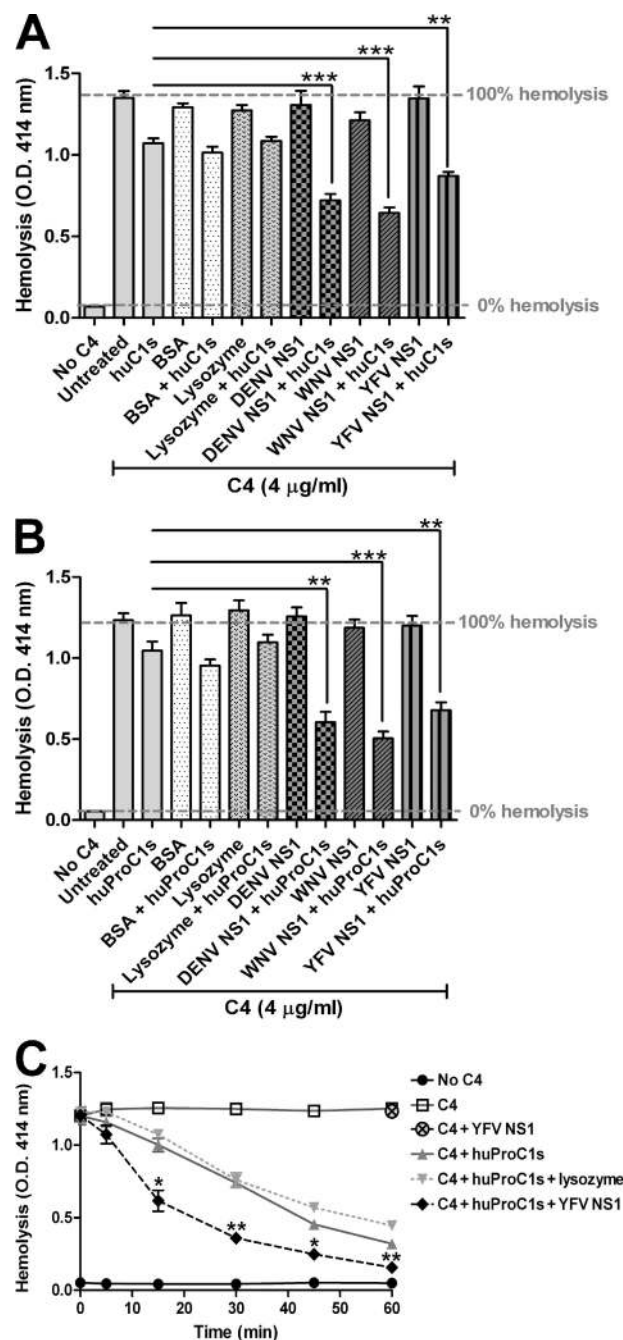 A
Hemolysis (O.D. 414 nm)
1.5
1.0
0.5
0.0
**
***
***
100% hemolysis
0% hemolysis
No C4
Untreated
huC1s
BSA
BSA + huC1s
Lysozyme
Lysozyme + huC1s
DENV NS1
DENV NS1 + huC1s
WNV NS1
WNV NS1 + huC1s
YFV NS1
YFV NS1 + huC1s
C4 (4 μg/ml)
B
Hemolysis (O.D. 414 nm)
1.5
1.0
0.5
0.0
**
***
**
100% hemolysis
0% hemolysis
No C4
Untreated
huProC1s
BSA
BSA + huProC1s
Lysozyme
Lysozyme + huProC1s
DENV NS1
DENV NS1 + huProC1s
WNV NS1
WNV NS1 + huProC1s
YFV NS1
YFV NS1 + huProC1s
C4 (4 μg/ml)
C
Hemolysis (O.D. 414 nm)
1.5
1.0
0.5
0.0
*
**
*
**
0
15
30
45
60
Time (min)
No C4
C4
C4 + YFV NS1
C4 + huProC1s
C4 + huProC1s + lysozyme
C4 + huProC1s + YFV NS1